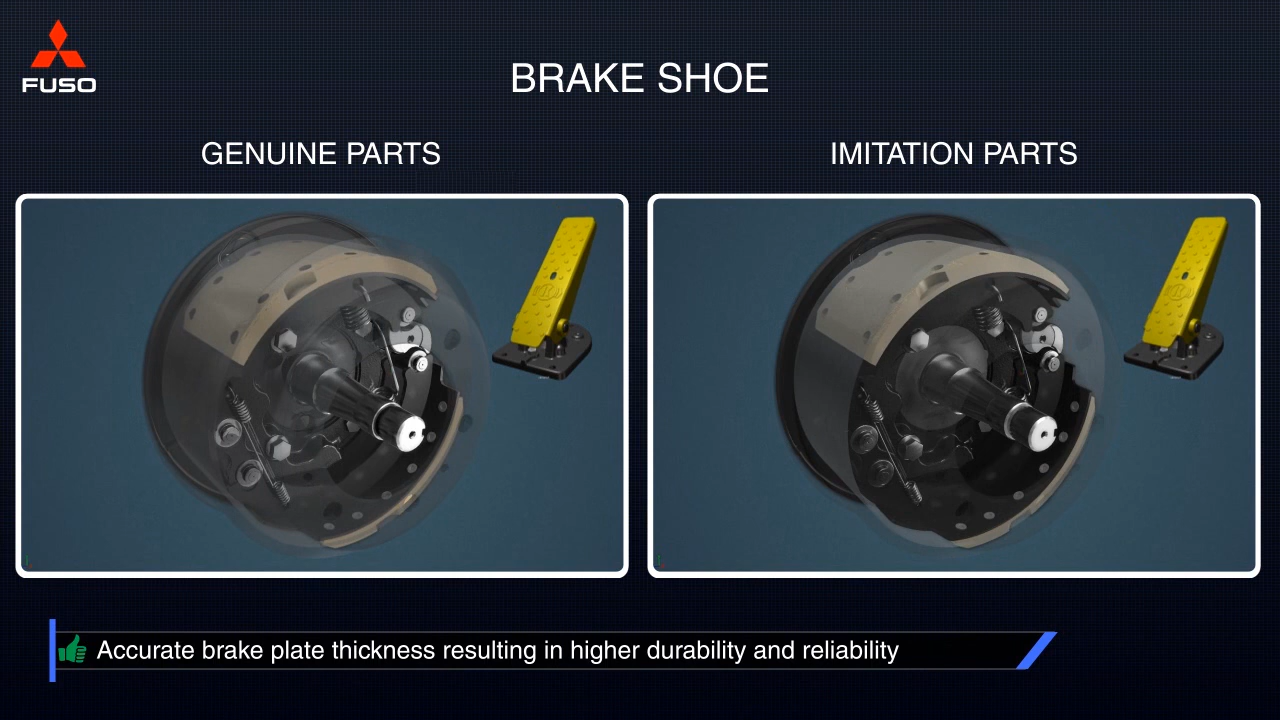 FUSO
BRAKE SHOE
GENUINE PARTS
IMITATION PARTS
Accurate brake plate thickness resulting in higher durability and reliability